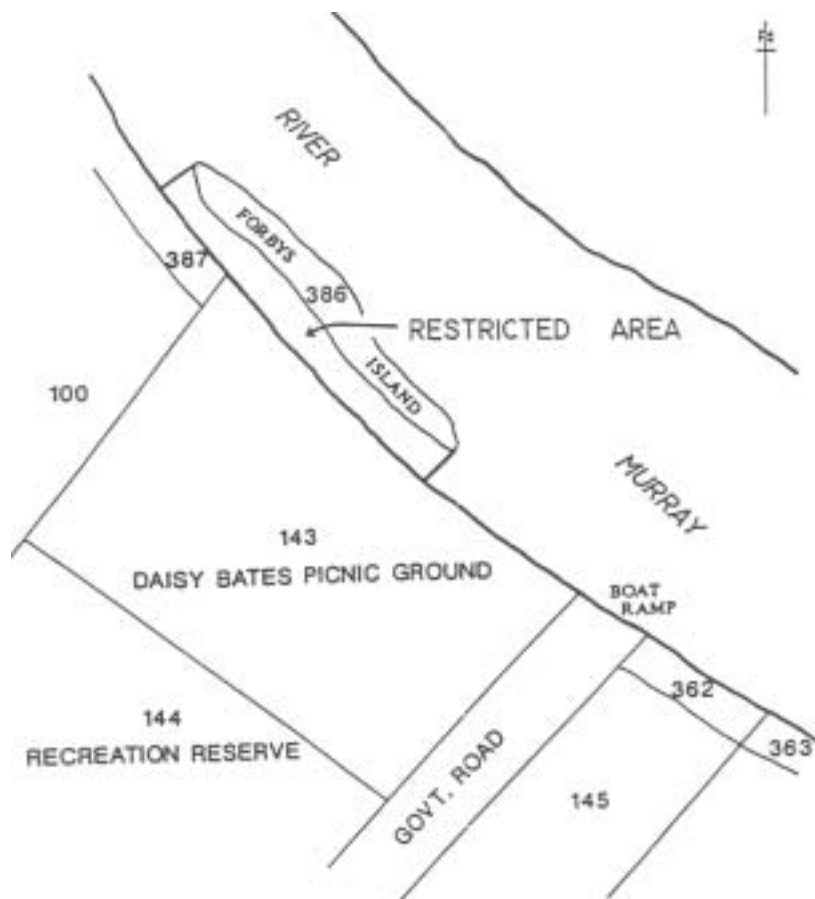 N
RIVER
FORBYS
387
386
RESTRICTED AREA
ISLAND
100
MURRAY
143
DAISY BATES PICNIC GROUND
BOAT
RAMP
362
144
RECREATION RESERVE
363
GOVT. ROAD
145